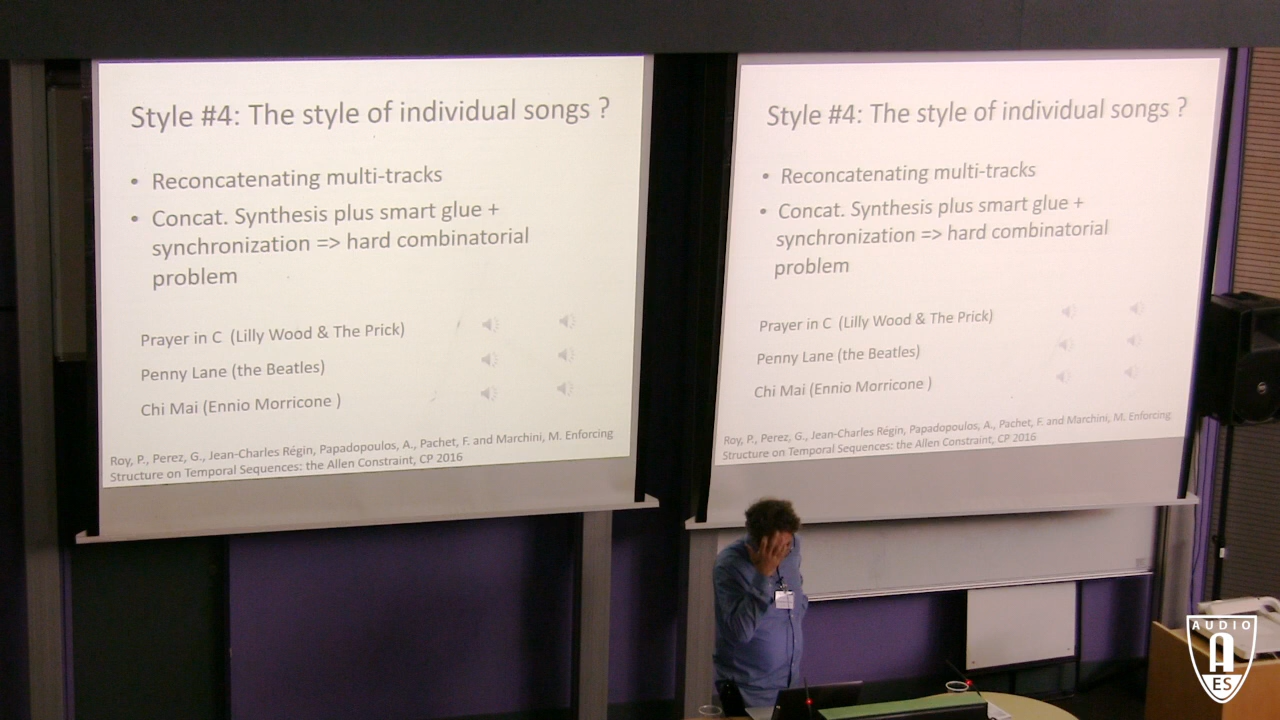 Style #4: The style of individual songs ?
• Reconcatenating multi-tracks
• Concat. Synthesis plus smart glue +
synchronization => hard combinatorial
problem
Prayer in C (Lilly Wood & The Prick)
Penny Lane (the Beatles)
Chi Mai (Ennio Morricone )
Roy, P., Perez, G., Jean-Charles Régin, Papadopoulos, A., Pachet, F. and Marchini, M. Enforcing
Structure on Temporal Sequences: the Allen Constraint, CP 2016
Style #4: The style of individual songs ?
• Reconcatenating multi-tracks
• Concat. Synthesis plus smart glue +
synchronization => hard combinatorial
problem
Prayer in C (Lilly Wood & The Prick)
Penny Lane (the Beatles)
Chi Mai (Ennio Morricone )
Roy, P., Perez, G., Jean-Charles Régin, Papadopoulos, A., Pachet, F. and Marchini, M. Enforcing
Structure on Temporal Sequences: the Allen Constraint, CP 2016
AUDIO
A
ES